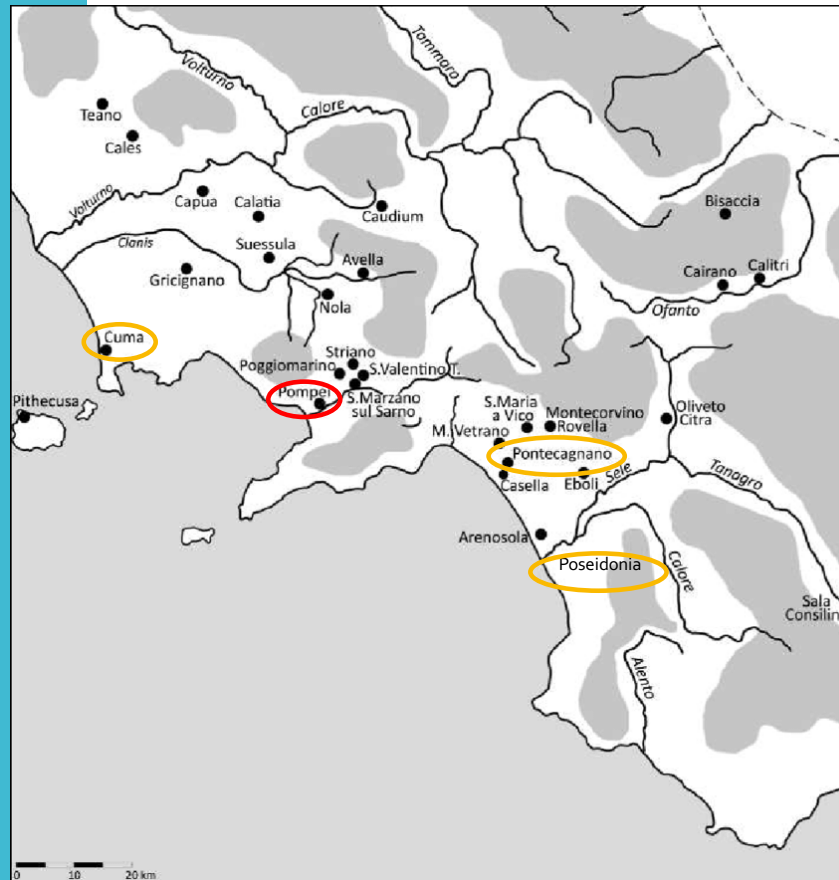 Volturno
Tammaro
Teano
Cales
Calore
Volturno
Capua
Calatia
Caudium
Bisaccia
Clanis
Suessula
Avella
Gricignano
Cairano
Calitri
Nola
Ofanto
Cuma
Striano
Poggiomarino
S.Valentino T.
Pompei
S.Marzano
sul Sarno
Pithecusa
S.Maria
a Vico
Montecorvino
Rovella
Oliveto
Citra
M. Vetrano
Pontecagnano
Casella
Eboli
Sele
Tanagro
Arenosola
Poseidonia
Calore
Sala
Consilin
Alento
0 10 20 km